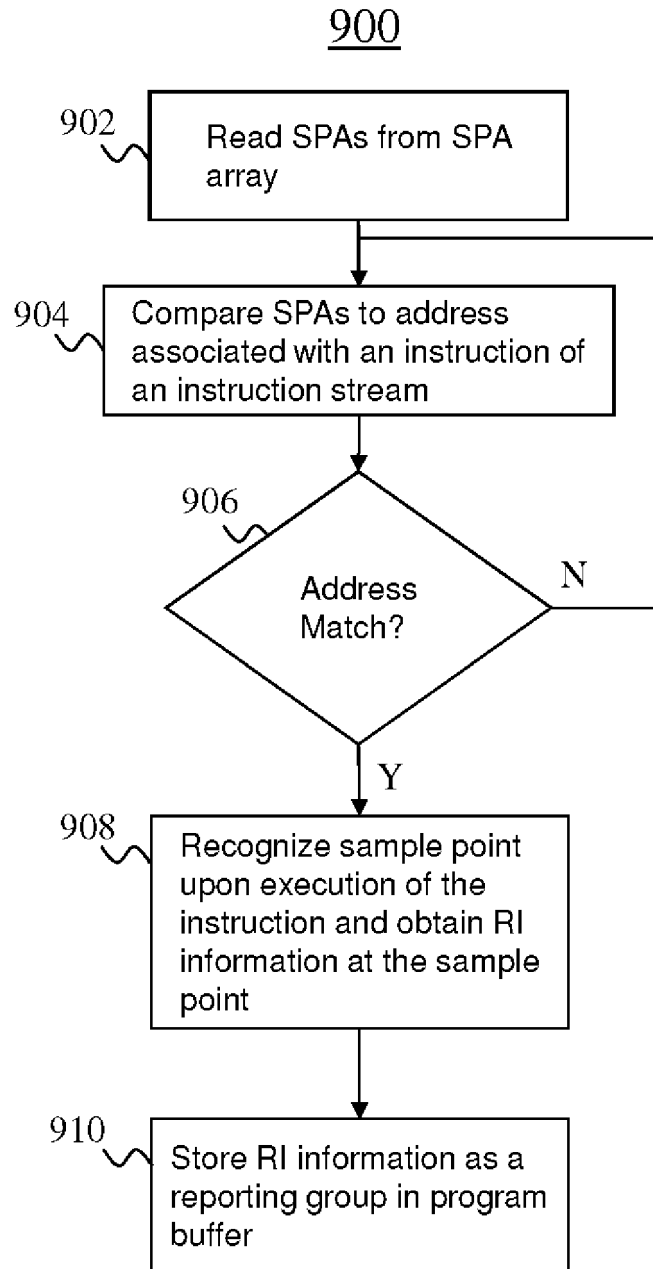 900
902
Read SPAs from SPA
array
904
Compare SPAs to address
associated with an instruction of
an instruction stream
906
Address
Match?
N
Y
908
Recognize sample point
upon execution of the
instruction and obtain RI
information at the sample
point
910
Store RI information as a
reporting group in program
buffer